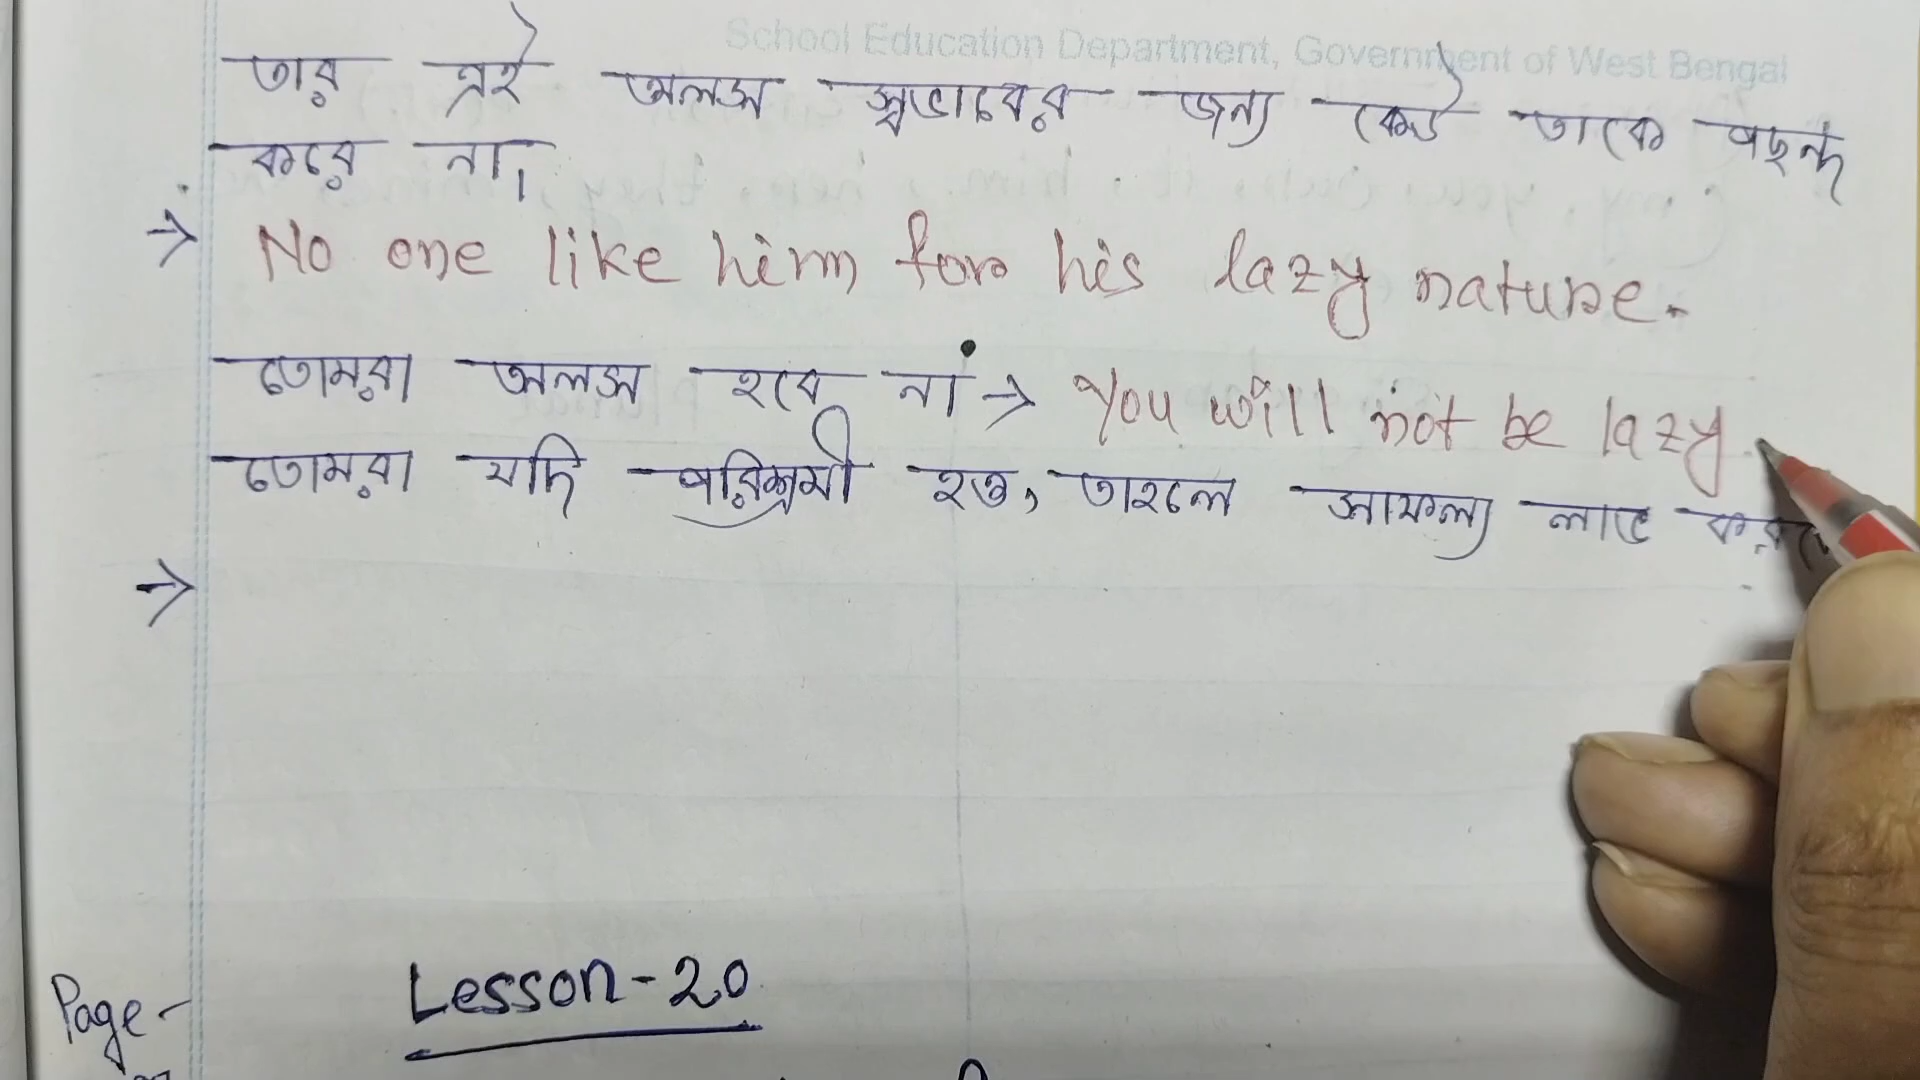 School Education Department, Government of West Bengal
তার এই অলস স্বভাবের জন্য কেউ তাকে পছন্দ
করে না।
→ No one like him for his lazy nature.
তোমরা অলস হবে না → You will not be lazy.
তোমরা যদি পরিশ্রমী হও, তাহলে সাফল্য লাভ
→
Page-
Lesson-20